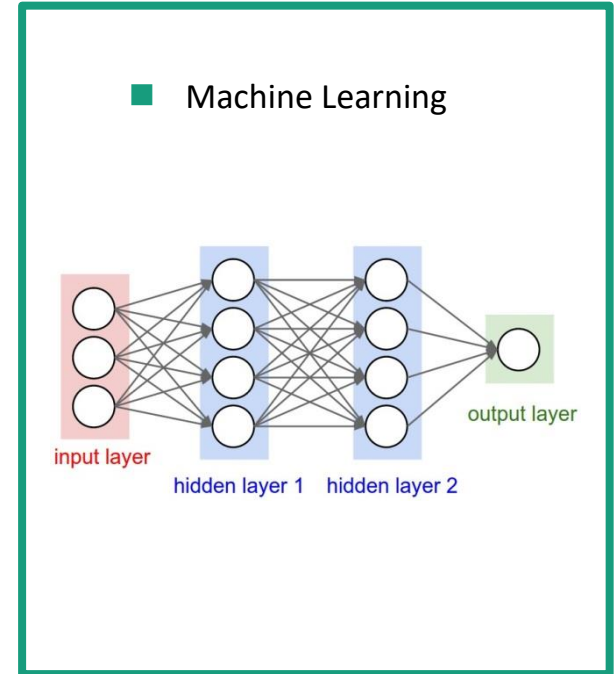 Machine Learning
output layer
input layer
hidden layer 1
hidden layer 2